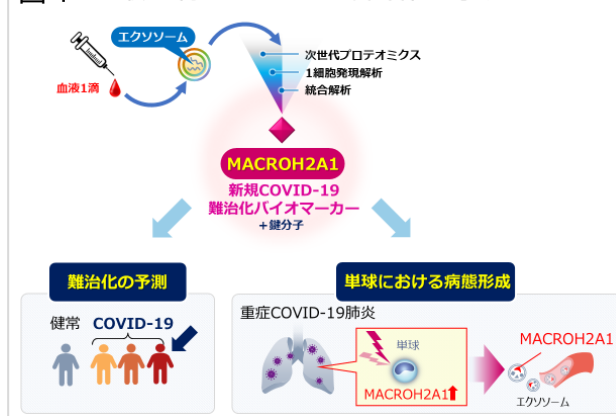 エクソソーム
血液1滴
次世代プロテオミクス
1細胞発現解析
統合解析
MACROH2A1
新規COVID-19
難治化バイオマーカー
+鍵分子
難治化の予測
健常 COVID-19
単球における病態形成
重症COVID-19肺炎
単球
MACROH2A1
MACROH2A1
エクソソーム